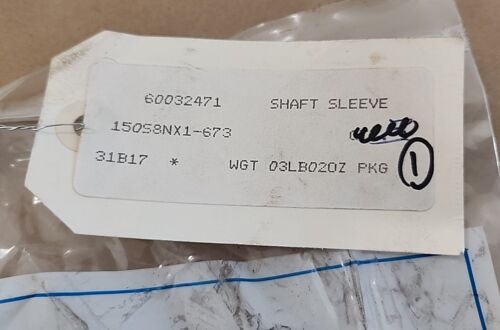 60032471 SHAFT SLEEVE
150S8NX1-673
31B17 * WGT 03LB02OZ PKG 1